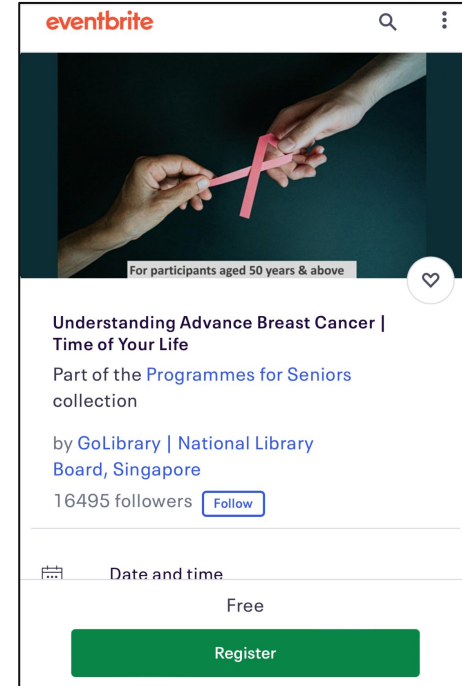 eventbrite
For participants aged 50 years & above
Understanding Advance Breast Cancer |
Time of Your Life
Part of the Programmes for Seniors
collection
by GoLibrary | National Library
Board, Singapore
16495 followers Follow
Date and time
Free
Register